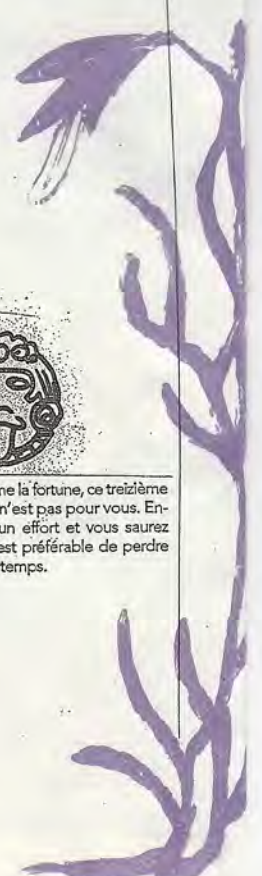 me la fortune, ce treizième
n'est pas pour vous. En-
un effort et vous saurez
est préférable de perdre
temps.